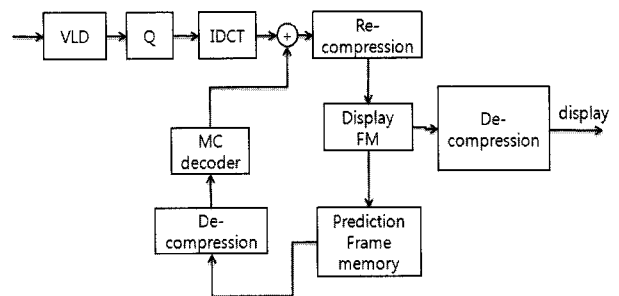 VLD
Q
IDCT
+
Re-
compression
Display
FM
De-
compression
display
MC
decoder
De-
compression
Prediction
Frame
memory